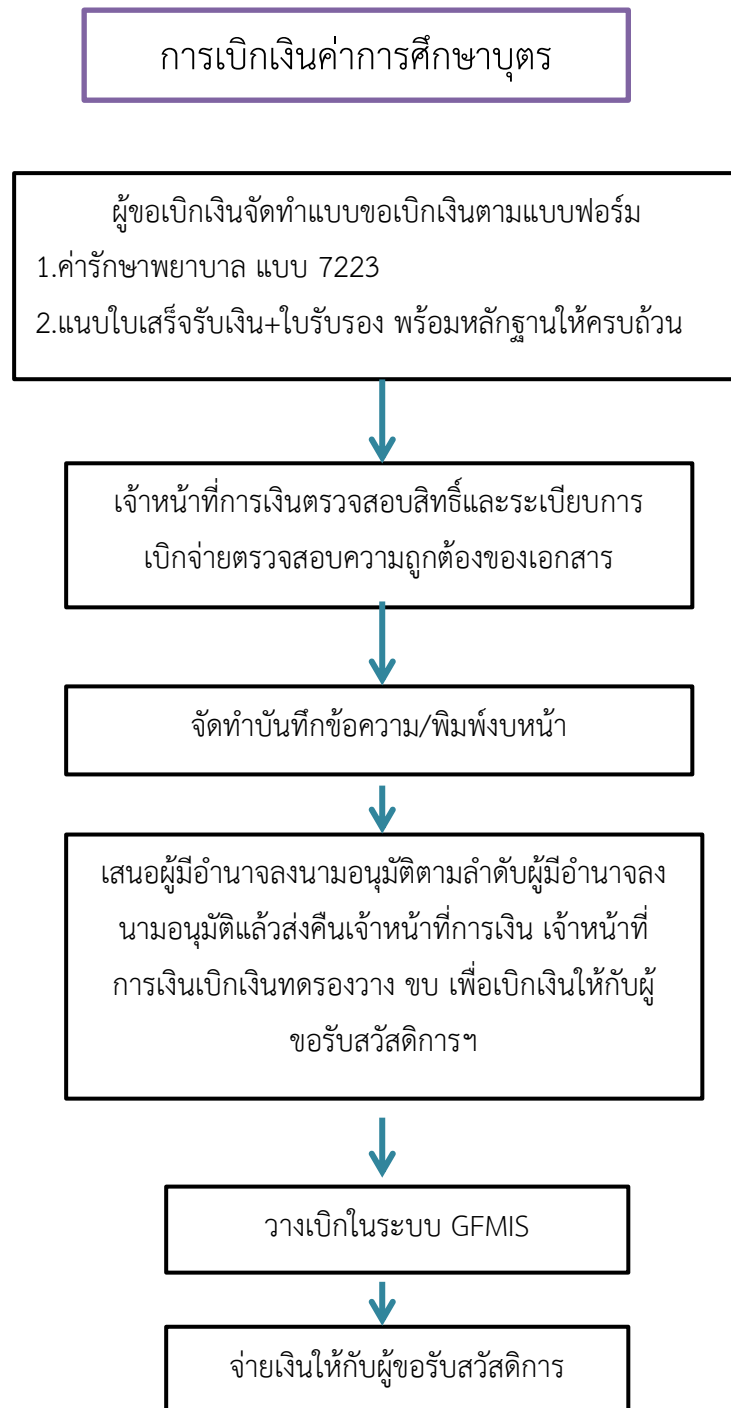 การเบิกเงินค่าการศึกษาบุตร
ผู้ขอเบิกเงินจัดทำแบบขอเบิกเงินตามแบบฟอร์ม
1.ค่ารักษาพยาบาล แบบ 7223
2.แนบใบเสร็จรับเงิน+ใบรับรอง พร้อมหลักฐานให้ครบถ้วน
เจ้าหน้าที่การเงินตรวจสอบสิทธิ์และระเบียบการ
เบิกจ่ายตรวจสอบความถูกต้องของเอกสาร
จัดทำบันทึกข้อความ/พิมพ์งบหน้า
เสนอผู้มีอำนาจลงนามอนุมัติตามลำดับผู้มีอำนาจลง
นามอนุมัติแล้วส่งคืนเจ้าหน้าที่การเงิน เจ้าหน้าที่
การเงินเบิกเงินทดรองวาง ขบ เพื่อเบิกเงินให้กับผู้
ขอรับสวัสดิการฯ
วางเบิกในระบบ GFMIS
จ่ายเงินให้กับผู้ขอรับสวัสดิการ